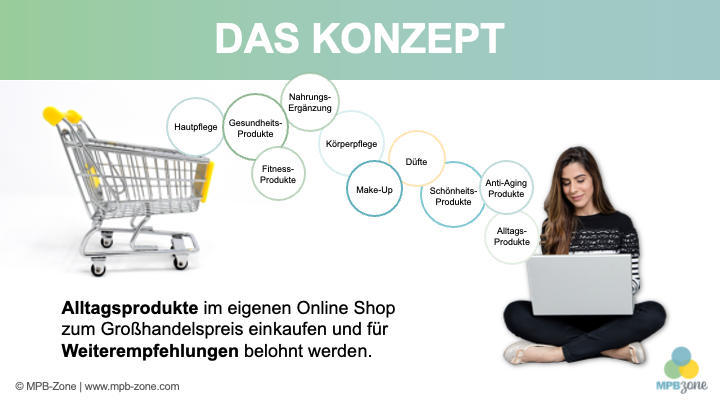 DAS KONZEPT
Nahrungs-
Ergänzung
Hautpflege
Gesundheits-
Produkte
Körperpflege
Fitness-
Produkte
Düfte
Make-Up
Schönheits-
Produkte
Anti-Aging
Produkte
Alltags-
Produkte
Alltagsprodukte im eigenen Online Shop
zum Großhandelspreis einkaufen und für
Weiterempfehlungen belohnt werden.
© MPB-Zone | www.mpb-zone.com
MPBzone